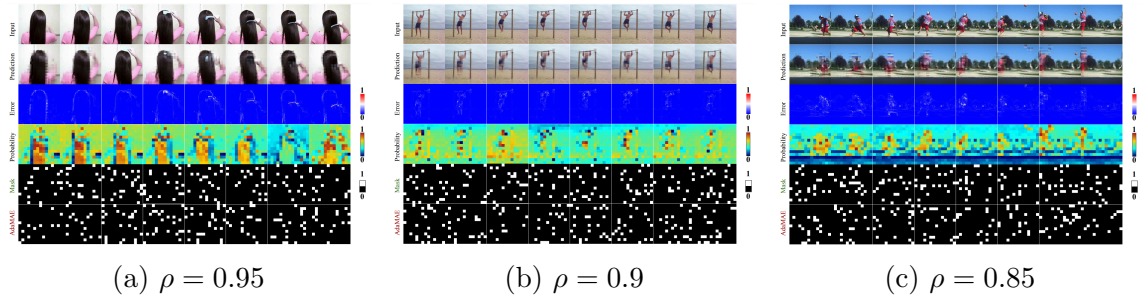 Input
Prediction
Error
Probability
Mask
AdaMAE
1
0
1
0
1
0
(a) ρ = 0.95
Input
Prediction
Error
Probability
Mask
AdaMAE
1
0
1
0
1
0
(b) ρ = 0.9
Input
Prediction
Error
Probability
Mask
AdaMAE
1
0
1
0
1
0
(c) ρ = 0.85